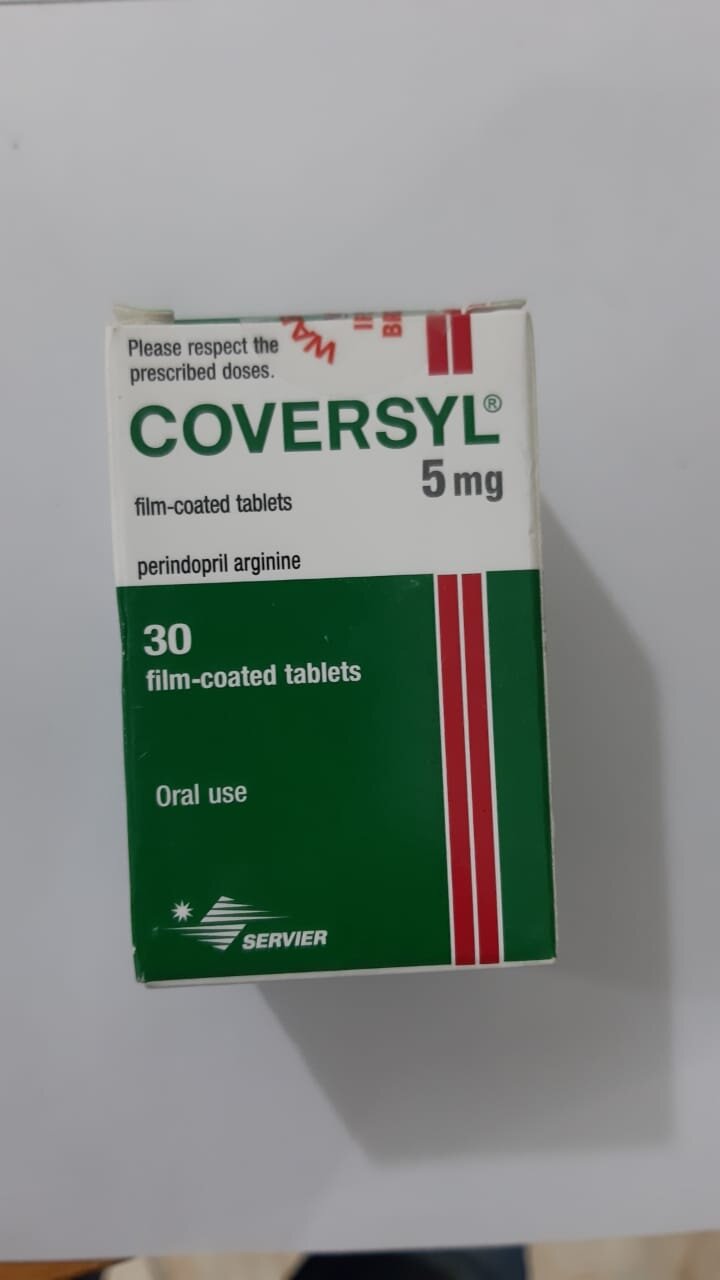 Please respect the
prescribed doses.
COVERSYL®
5 mg
film-coated tablets
perindopril arginine
30
film-coated tablets
Oral use
SERVIER